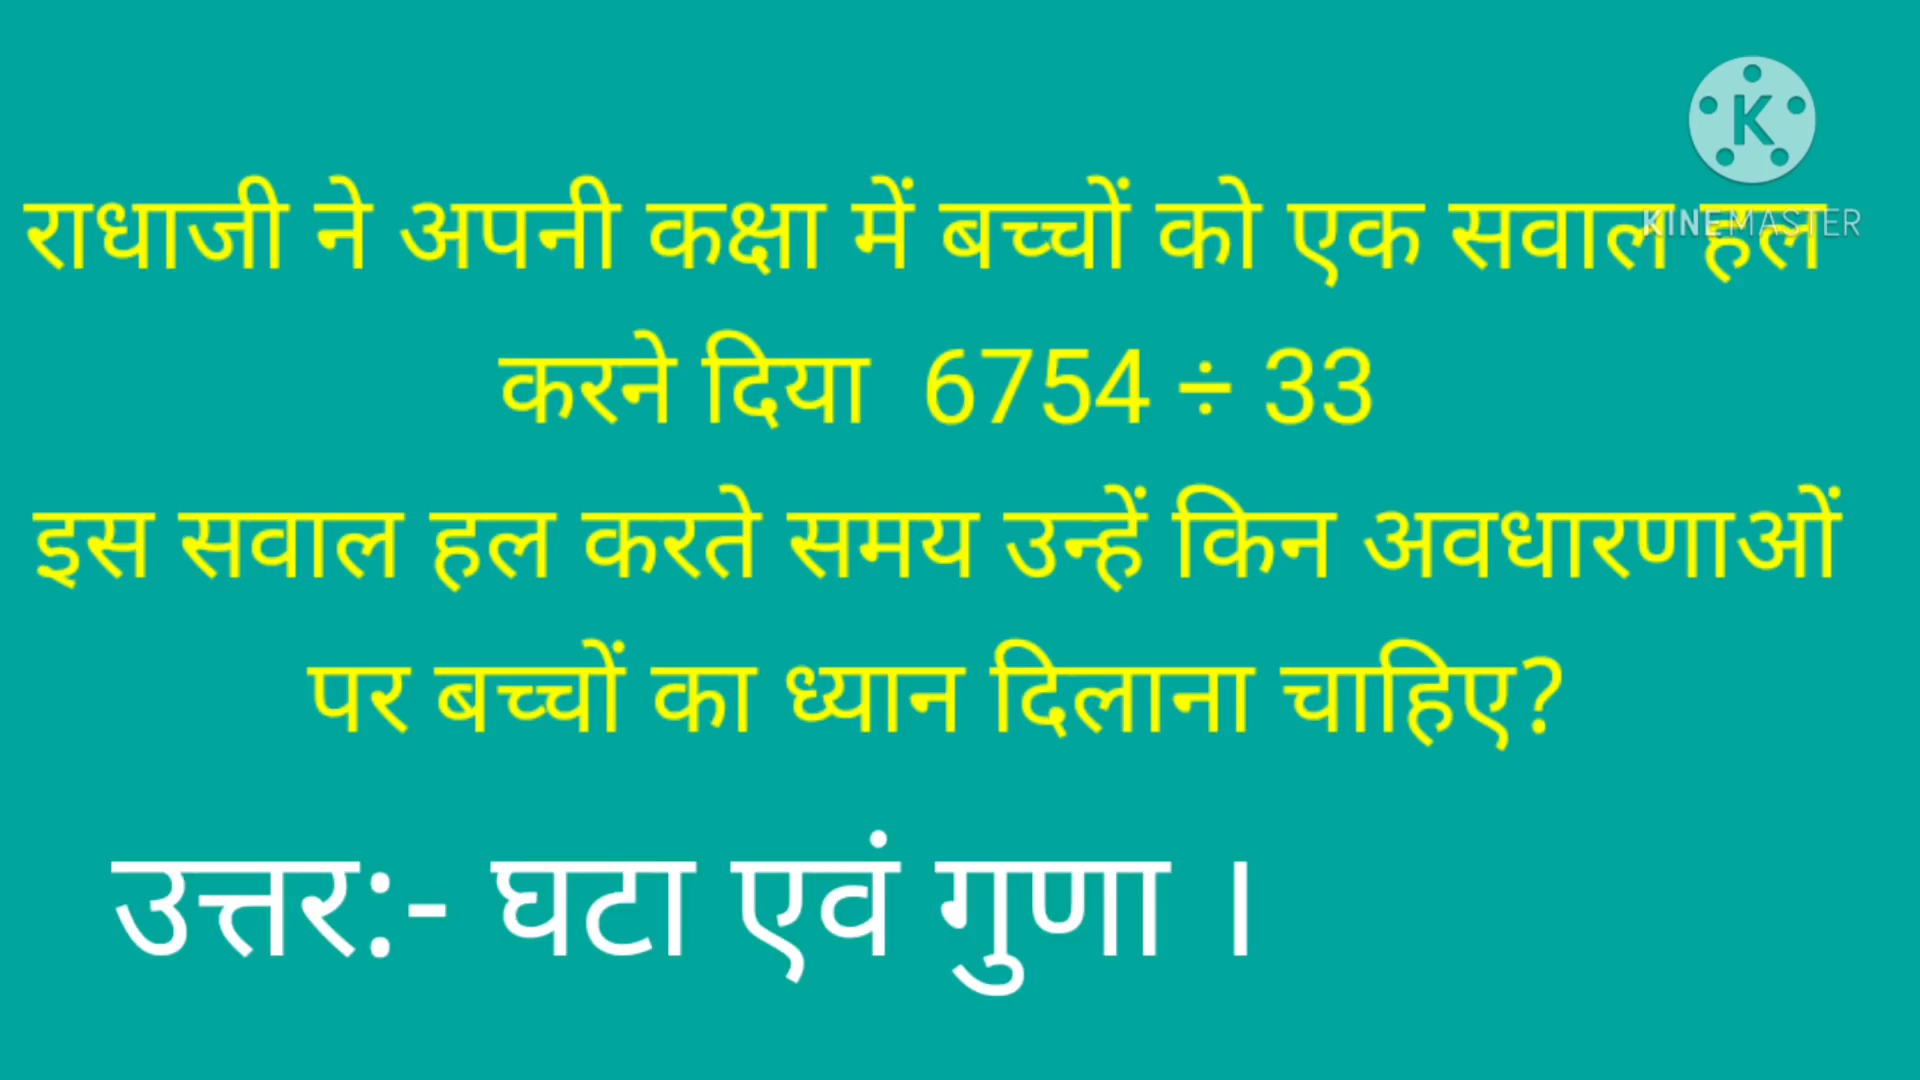 K
KINEMASTER
राधाजी ने अपनी कक्षा में बच्चों को एक सवाल हल
करने दिया 6754 ÷ 33
इस सवाल हल करते समय उन्हें किन अवधारणाओं
पर बच्चों का ध्यान दिलाना चाहिए?
उत्तर:- घटा एवं गुणा ।